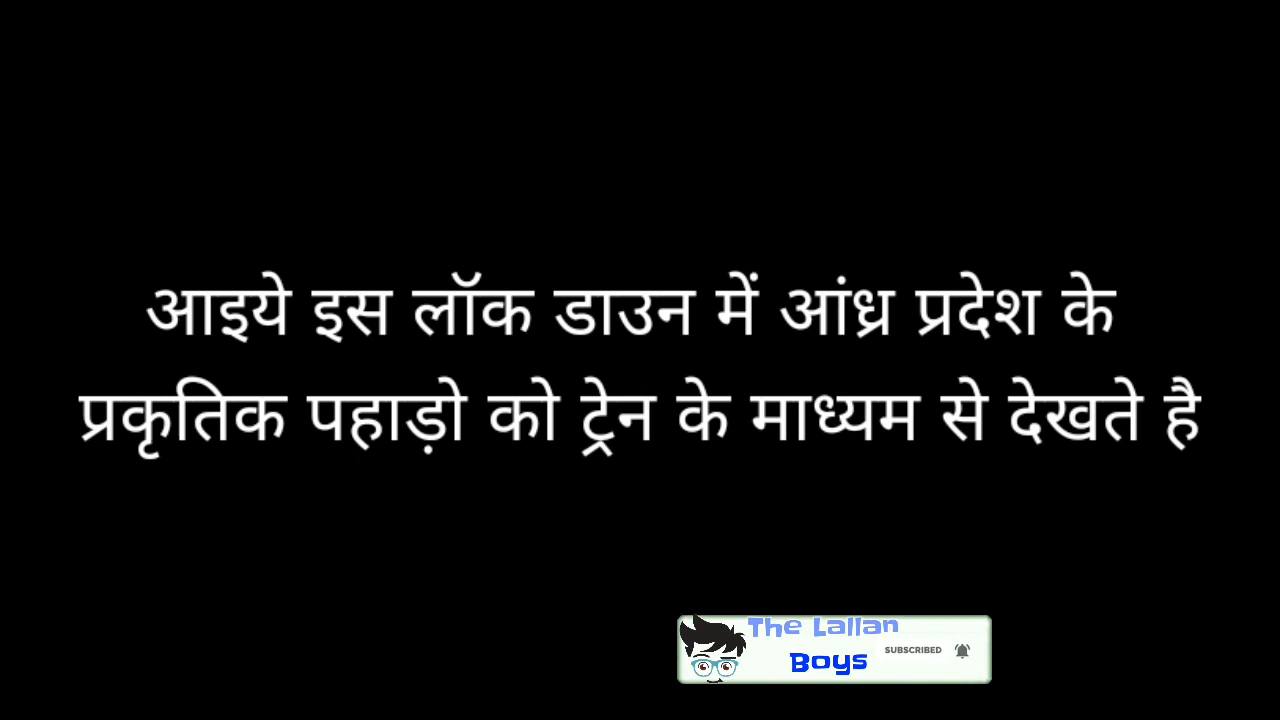 आइये इस लॉक डाउन में आंध्र प्रदेश के
प्रकृतिक पहाड़ो को ट्रेन के माध्यम से देखते है
The Lallan
Boys
SUBSCRIBED